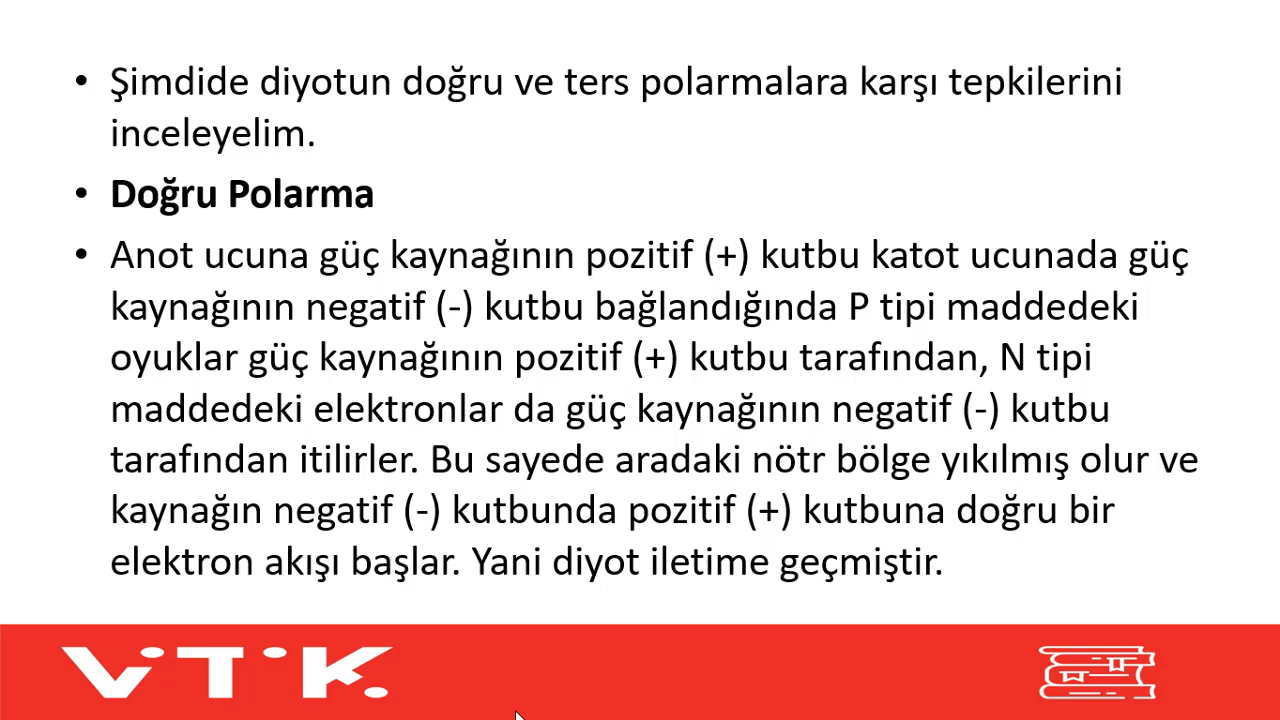 • Şimdide diyotun doğru ve ters polarmalara karşı tepkilerini
inceleyelim.
• Doğru Polarma
• Anot ucuna güç kaynağının pozitif (+) kutbu katot ucunada güç
kaynağının negatif (-) kutbu bağlandığında P tipi maddedeki
oyuklar güç kaynağının pozitif (+) kutbu tarafından, N tipi
maddedeki elektronlar da güç kaynağının negatif (-) kutbu
tarafından itilirler. Bu sayede aradaki nötr bölge yıkılmış olur ve
kaynağın negatif (-) kutbunda pozitif (+) kutbuna doğru bir
elektron akışı başlar. Yani diyot iletime geçmiştir.
VTK